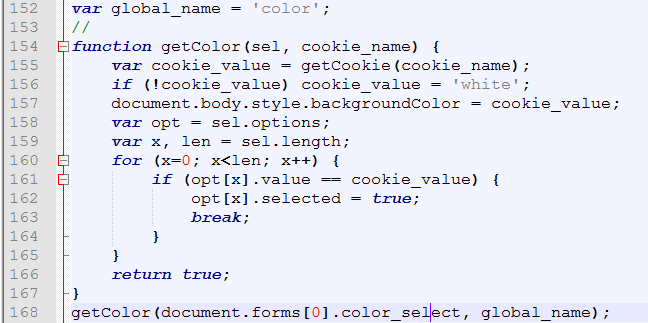 152 var global_name = 'color';
153 //
154 function getColor(sel, cookie_name) {
155     var cookie_value = getCookie(cookie_name);
156     if (!cookie_value) cookie_value = 'white';
157     document.body.style.backgroundColor = cookie_value;
158     var opt = sel.options;
159     var x, len = sel.length;
160     for (x=0; x<len; x++) {
161         if (opt[x].value == cookie_value) {
162             opt[x].selected = true;
163             break;
164         }
165     }
166     return true;
167 }
168 getColor(document.forms[0].color_select, global_name);